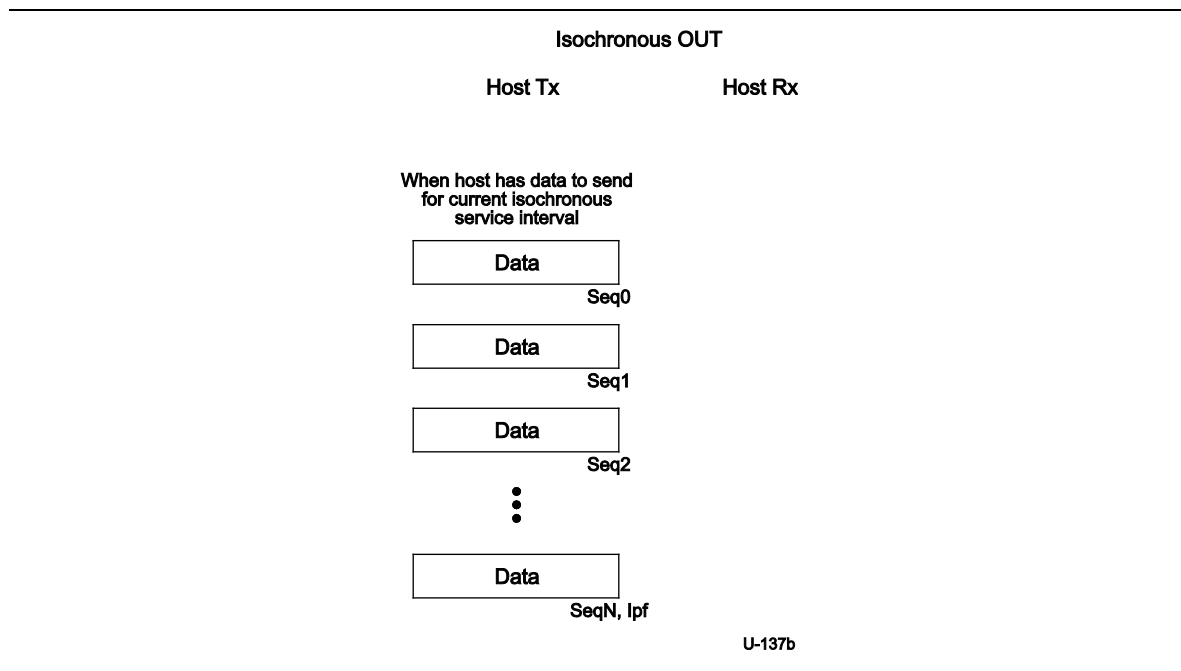 Isochronous OUT
Host Tx Host Rx
When host has data to send
for current isochronous
service interval
Data
Seq0
Data
Seq1
Data
Seq2
Data
SeqN, lpf
U-137b